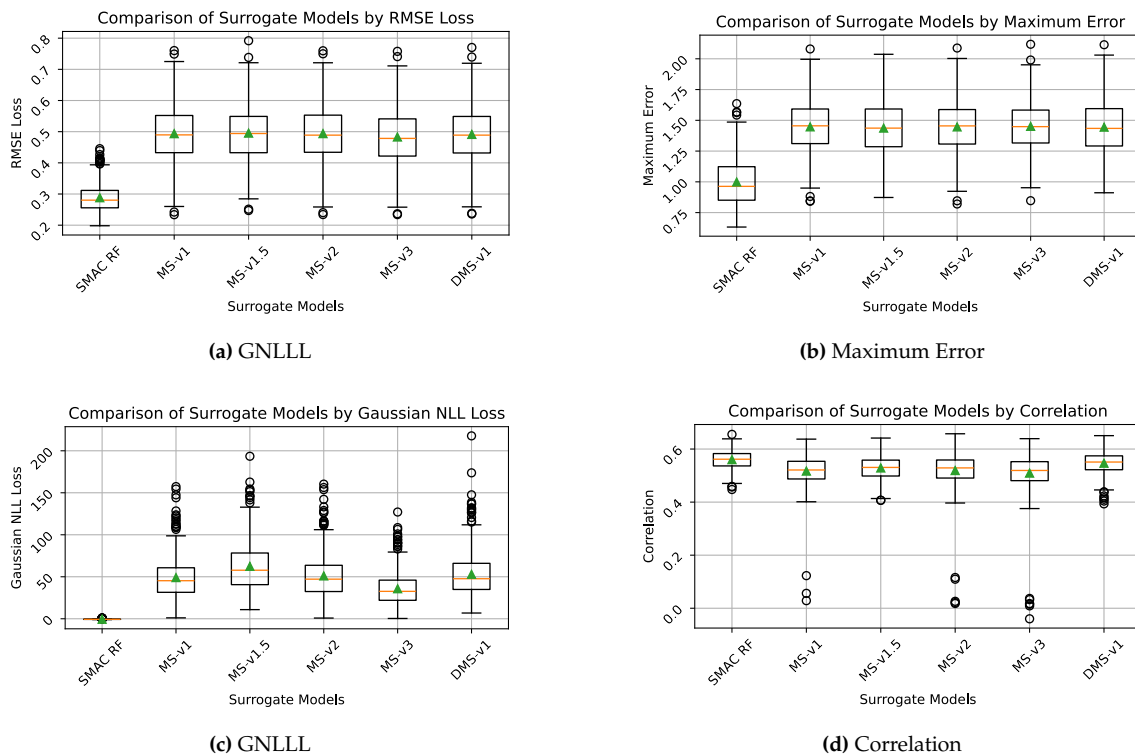 Comparison of Surrogate Models by RMSE Loss
0.8
0.7
0.6
0.5
0.4
0.3
0.2
RMSE Loss
SMAC RF
MS-v1
MS-v1.5
MS-v2
MS-v3
DMS-v1
Surrogate Models
(a) GNLLL
Comparison of Surrogate Models by Maximum Error
2.00
1.75
1.50
1.25
1.00
0.75
Maximum Error
SMAC RF
MS-v1
MS-v1.5
MS-v2
MS-v3
DMS-v1
Surrogate Models
(b) Maximum Error
Comparison of Surrogate Models by Gaussian NLL Loss
200
150
100
50
0
Gaussian NLL Loss
SMAC RF
MS-v1
MS-v1.5
MS-v2
MS-v3
DMS-v1
Surrogate Models
(c) GNLLL
Comparison of Surrogate Models by Correlation
0.6
0.4
0.2
0.0
Correlation
SMAC RF
MS-v1
MS-v1.5
MS-v2
MS-v3
DMS-v1
Surrogate Models
(d) Correlation